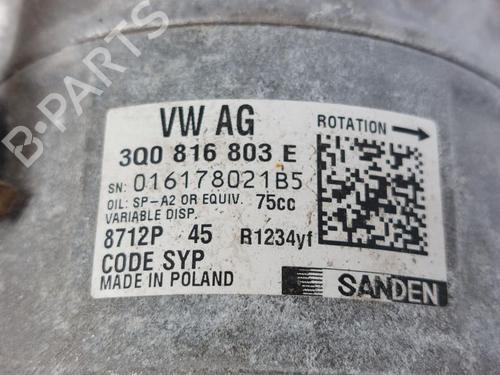 B-PARTS
VW AG
ROTATION
3Q0 816 803 E
SN: 016178021B5
OIL: SP-A2 OR EQUIV. 75cc
VARIABLE DISP.
8712P 45 R1234yf
CODE SYP
MADE IN POLAND
SANDEN